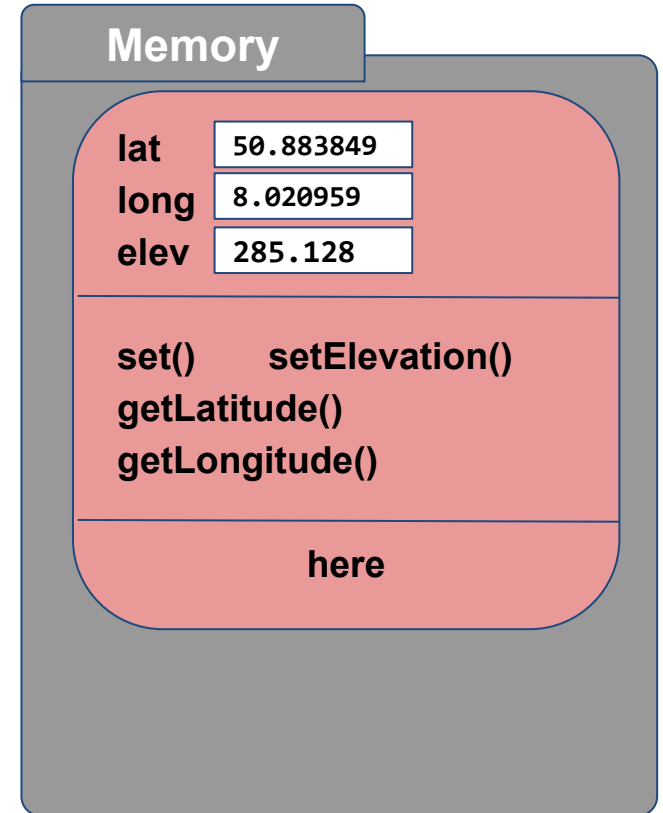 Memory
lat 50.883849
long 8.020959
elev 285.128
set() setElevation()
getLatitude()
getLongitude()
here